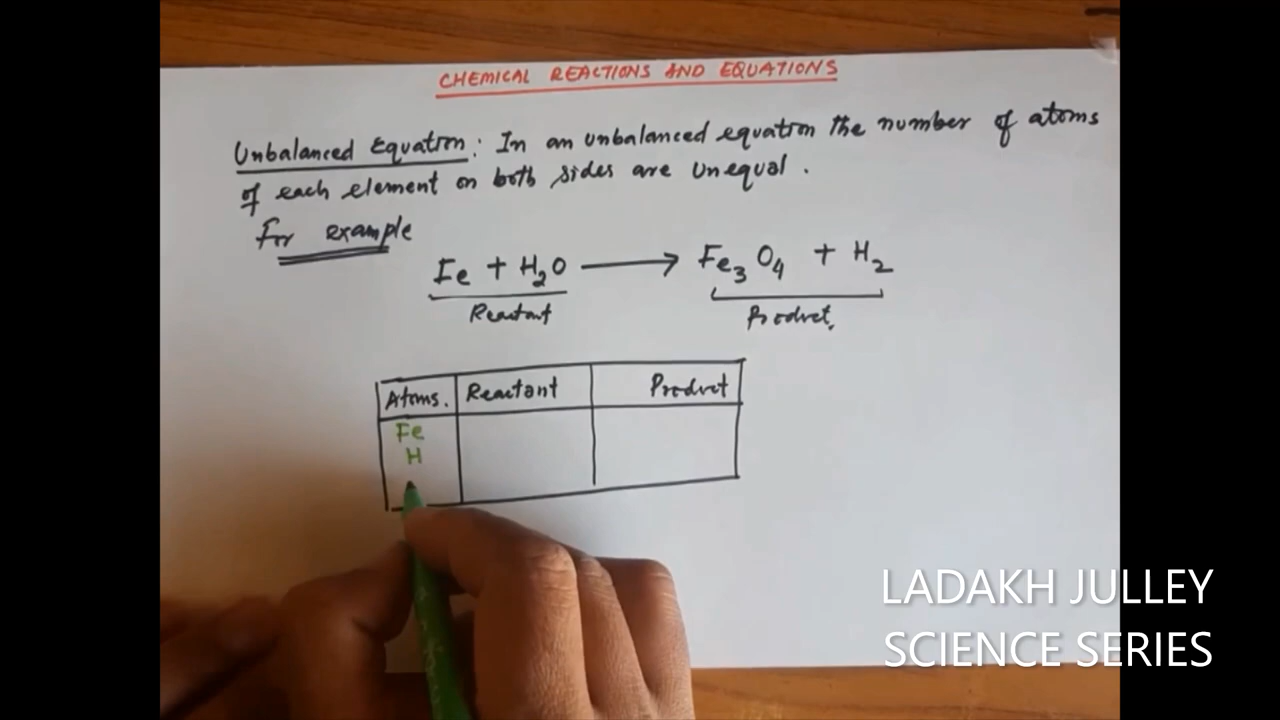 CHEMICAL REACTIONS AND EQUATIONS
Unbalanced Equation: In an unbalanced equation the number of atoms
of each element on both sides are unequal.
For example
Fe + H₂O ⟶ Fe₃O₄ + H₂
Reactant Product
Atoms. Reactant Product
Fe
H
LADAKH JULLEY
SCIENCE SERIES